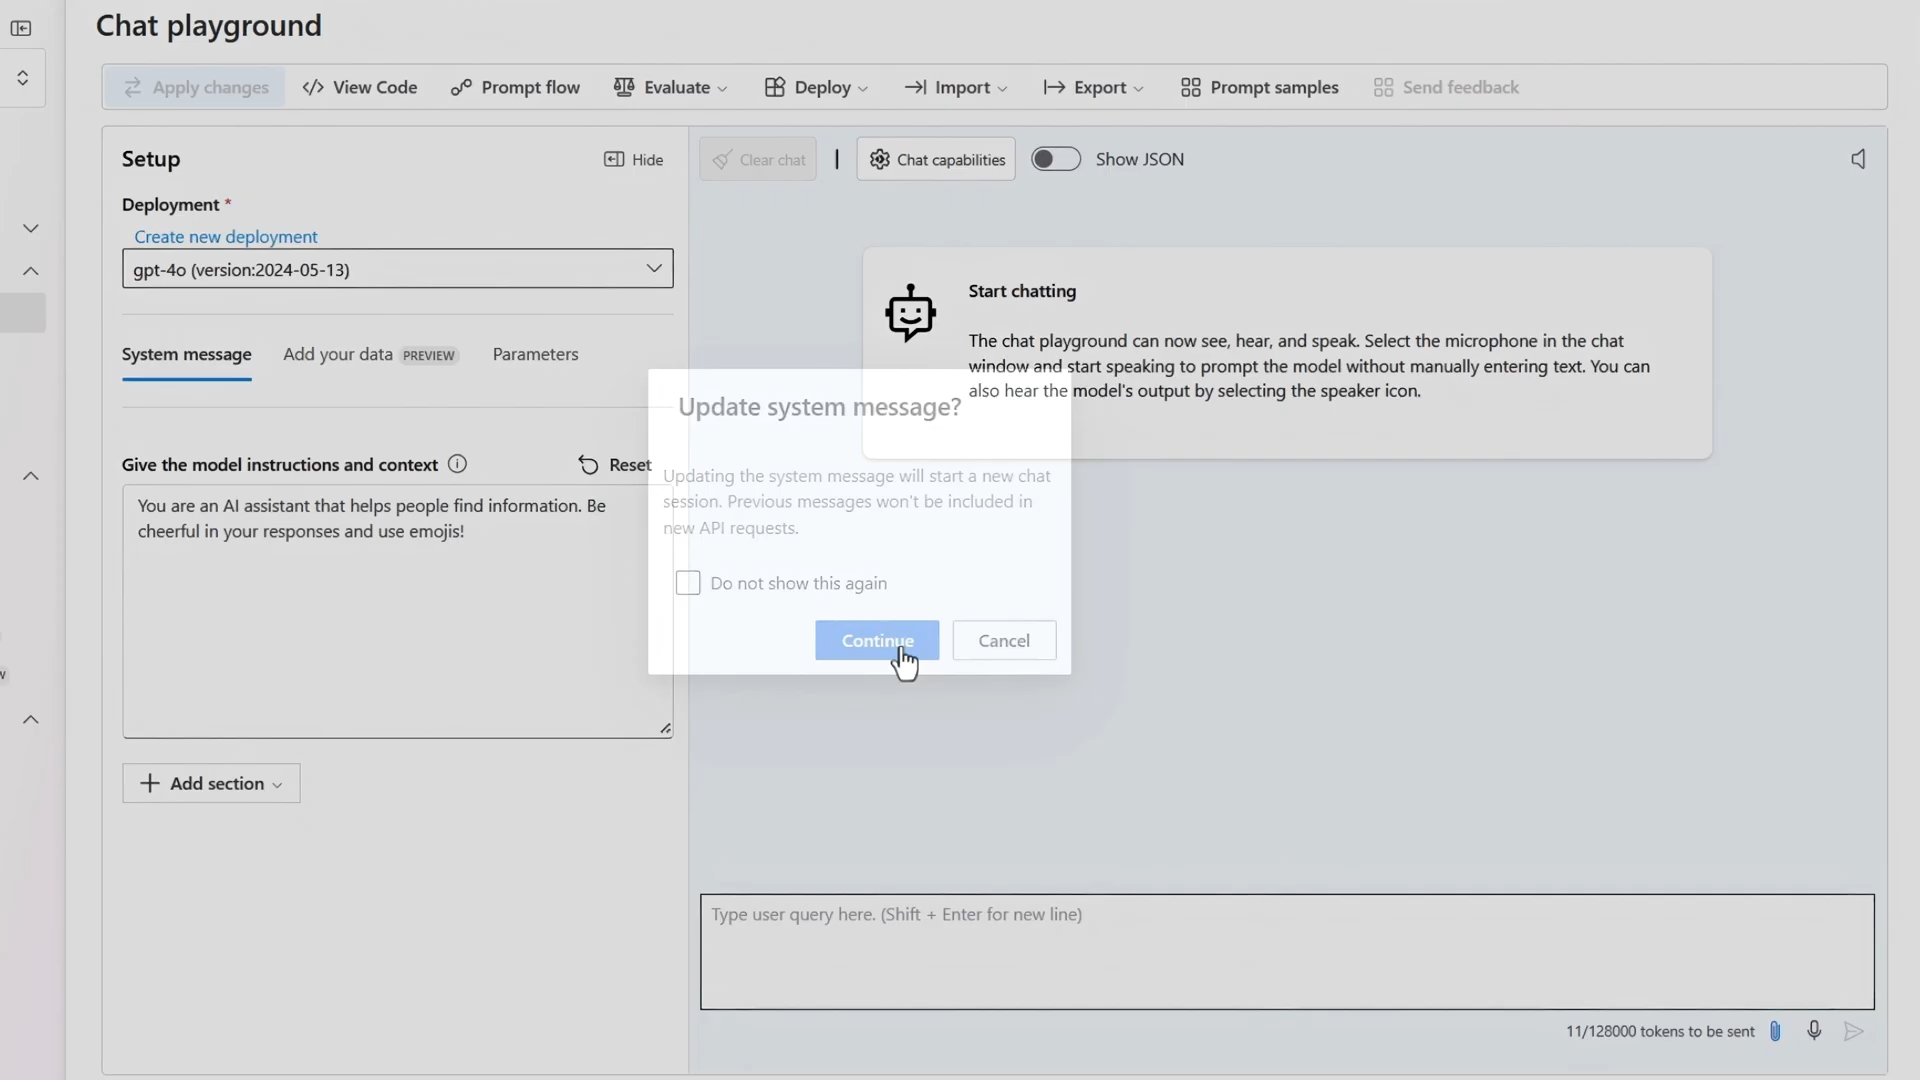 Chat playground
Apply changes
View Code
Prompt flow
Evaluate
Deploy
Import
Export
Prompt samples
Send feedback
Setup
Hide
Deployment *
Create new deployment
gpt-4o (version:2024-05-13)
System message
Add your data PREVIEW
Parameters
Give the model instructions and context
Reset
You are an AI assistant that helps people find information. Be
cheerful in your responses and use emojis!
Add section
Clear chat
Chat capabilities
Show JSON
Start chatting
The chat playground can now see, hear, and speak. Select the microphone in the chat
window and start speaking to prompt the model without manually entering text. You can
also hear the model's output by selecting the speaker icon.
Update system message?
Updating the system message will start a new chat
session. Previous messages won't be included in
new API requests.
Do not show this again
Continue
Cancel
Type user query here. (Shift + Enter for new line)
11/128000 tokens to be sent